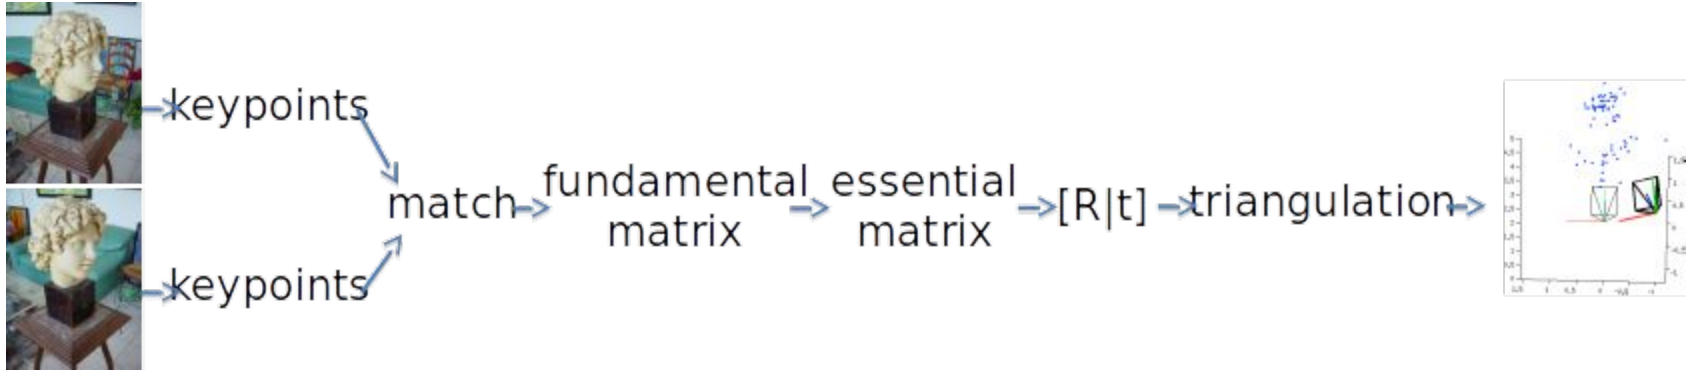 keypoints
keypoints
match
fundamental
matrix
essential
matrix
[R|t]
triangulation